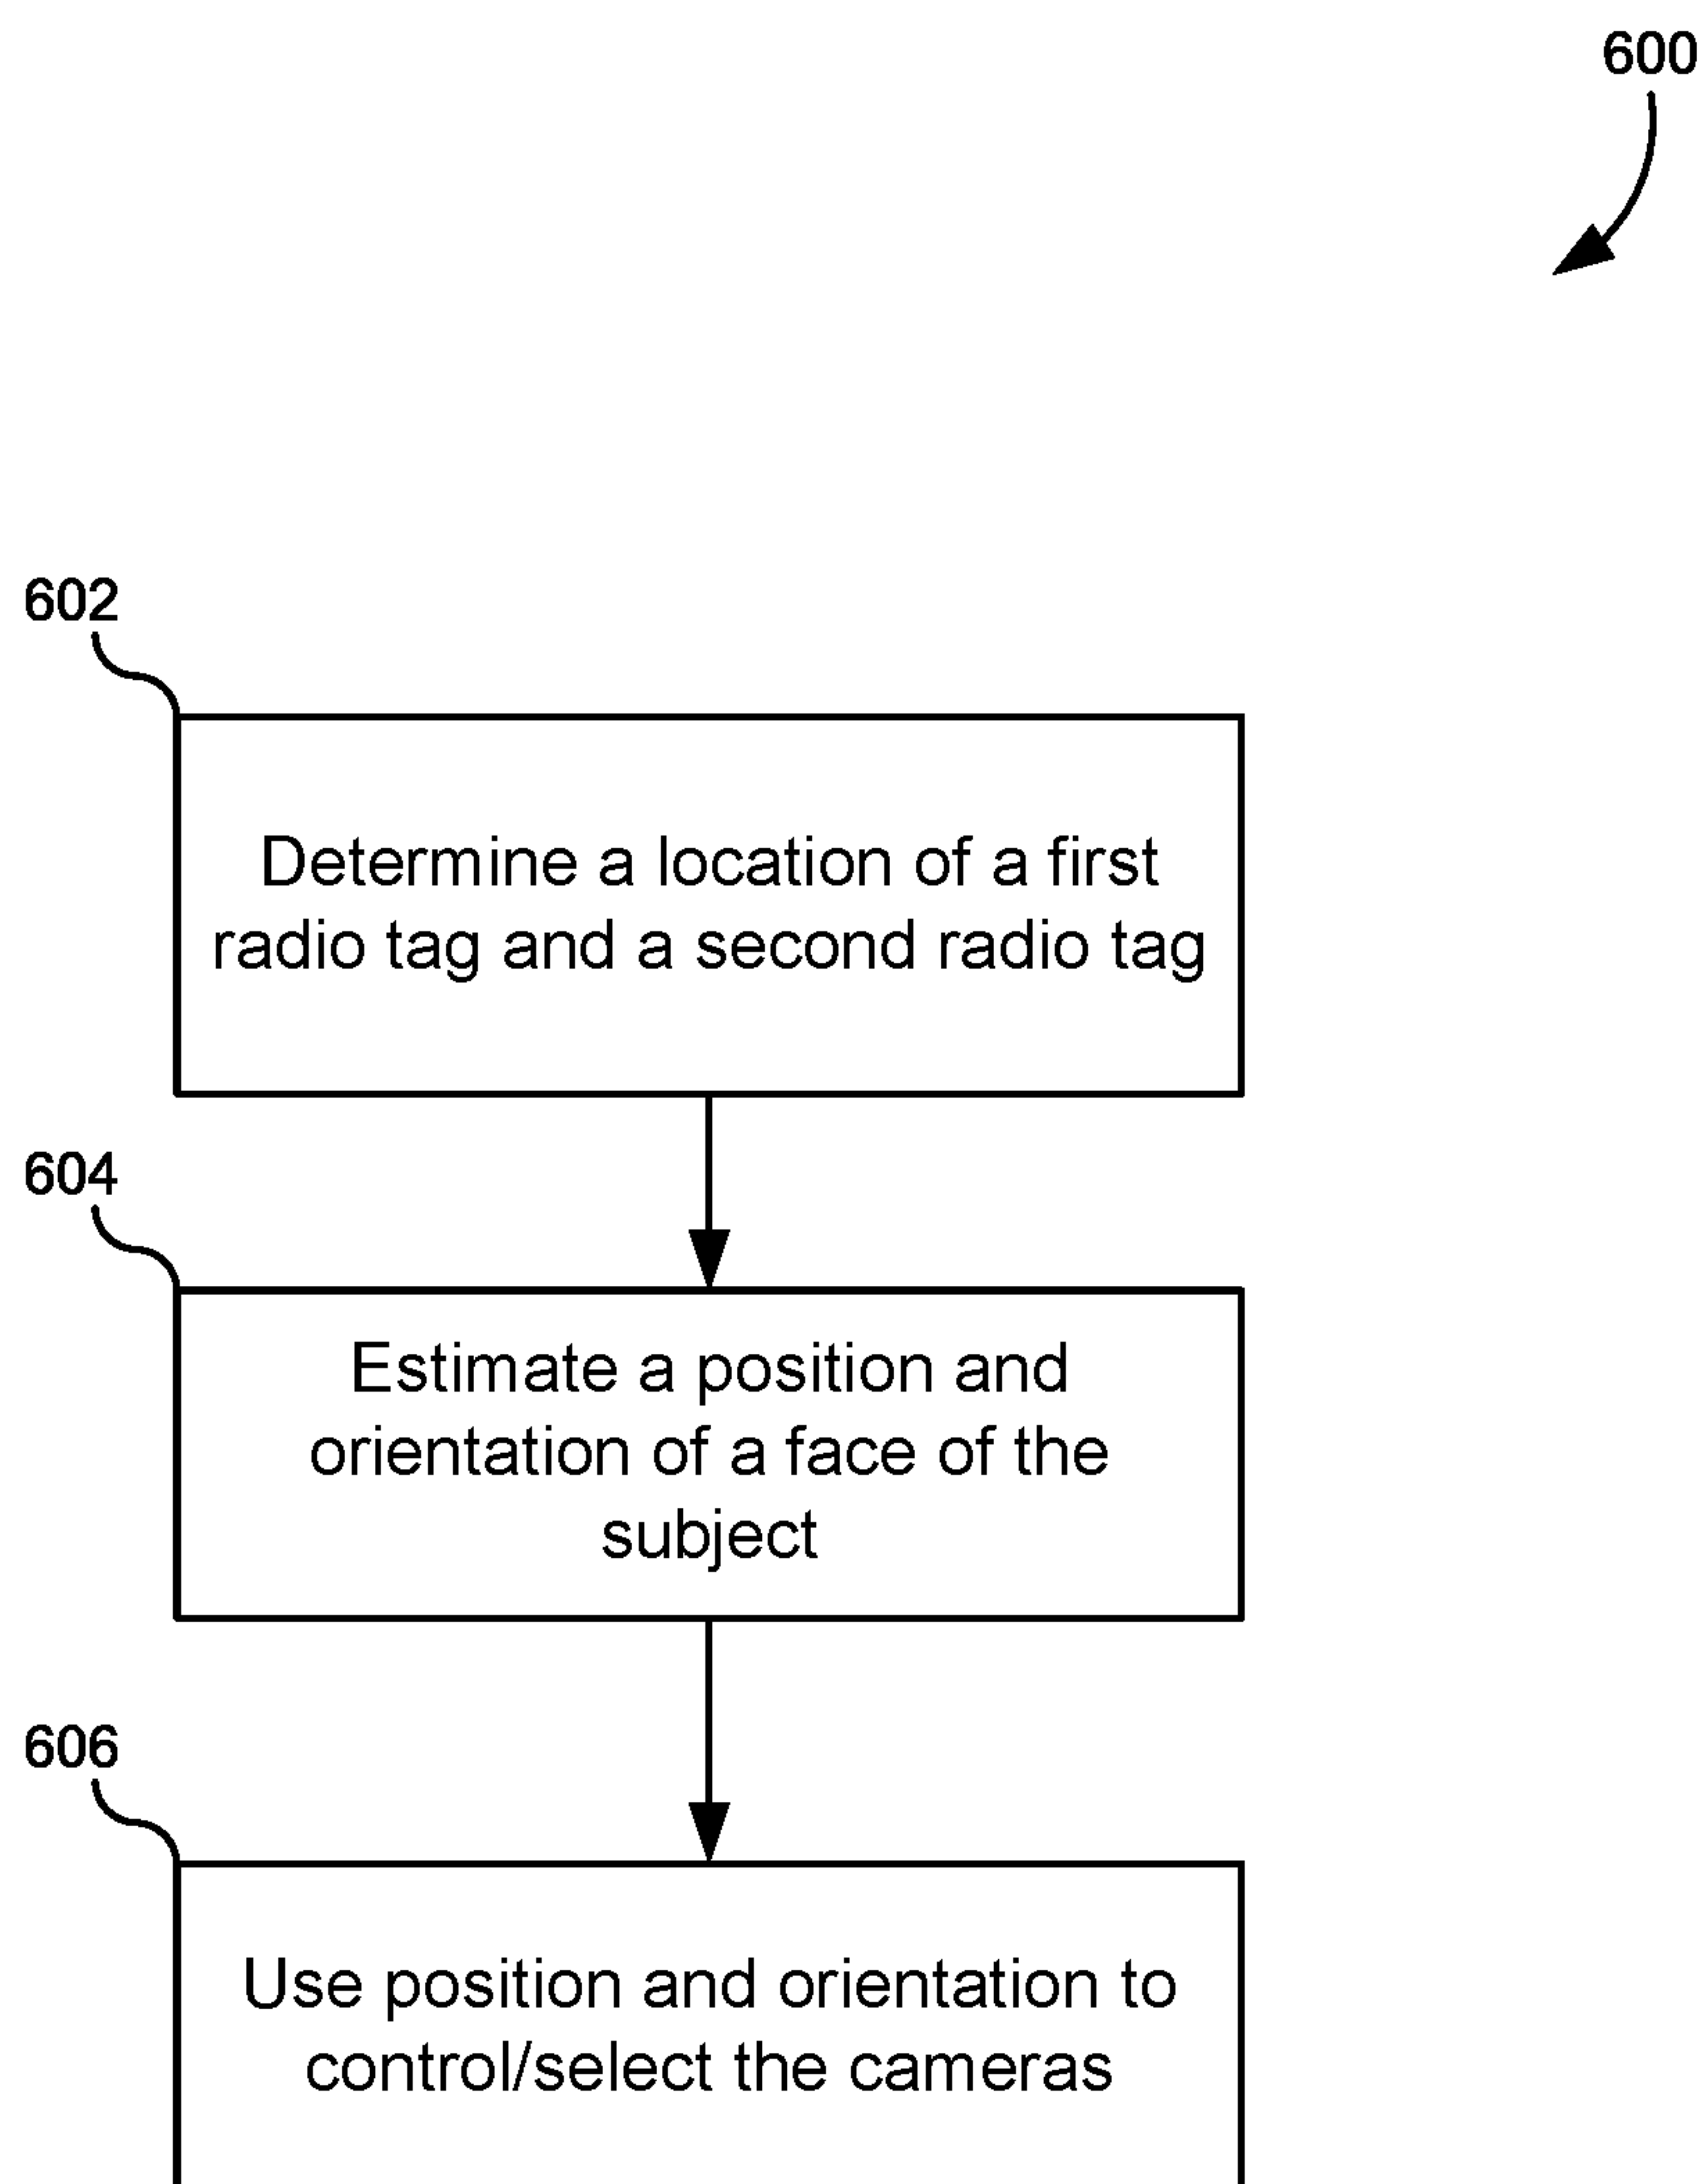 600
602
Determine a location of a first
radio tag and a second radio tag
604
Estimate a position and
orientation of a face of the
subject
606
Use position and orientation to
control/select the cameras